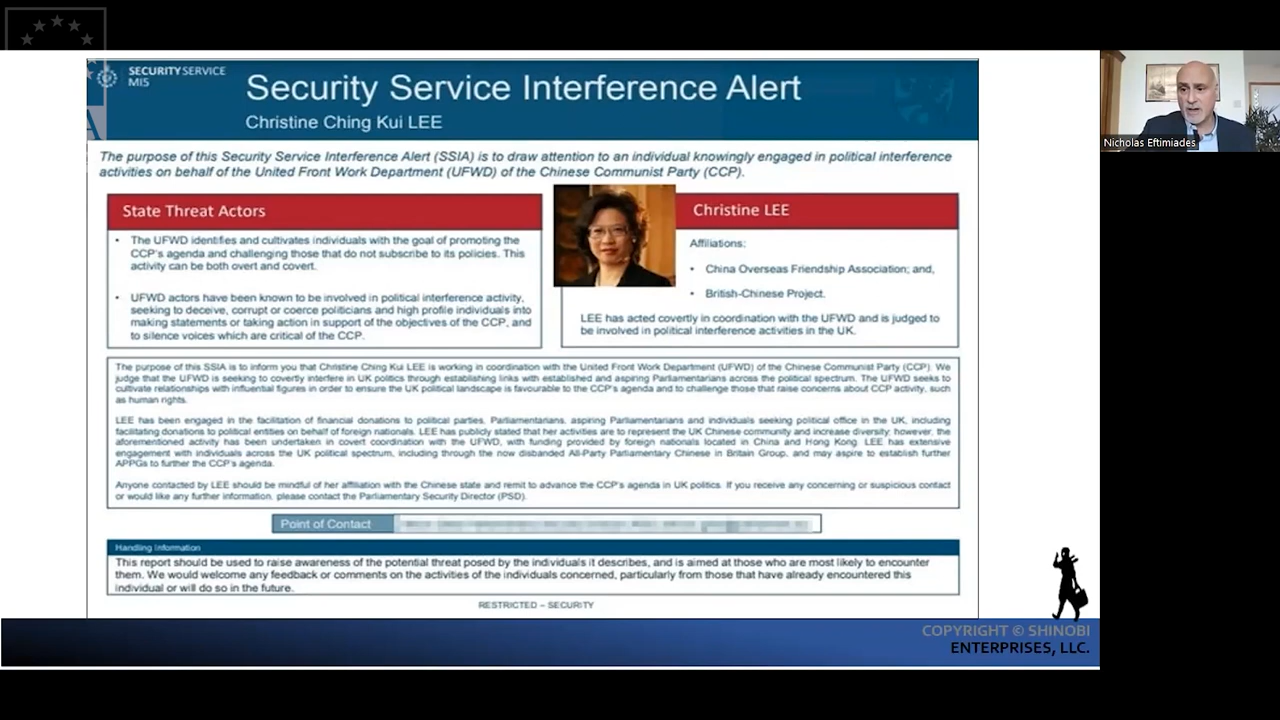 SECURITY SERVICE
MI5
Security Service Interference Alert
Christine Ching Kui LEE
The purpose of this Security Service Interference Alert (SSIA) is to draw attention to an individual knowingly engaged in political interference
activities on behalf of the United Front Work Department (UFWD) of the Chinese Communist Party (CCP).
State Threat Actors
• The UFWD identifies and cultivates individuals with the goal of promoting the
CCP's agenda and challenging those that do not subscribe to its policies. This
activity can be both overt and covert.
• UFWD actors have been known to be involved in political interference activity,
seeking to deceive, corrupt or coerce politicians and high profile individuals into
making statements or taking action in support of the objectives of the CCP, and
to silence voices which are critical of the CCP.
Christine LEE
Affiliations:
• China Overseas Friendship Association; and,
• British-Chinese Project.
LEE has acted covertly in coordination with the UFWD and is judged to
be involved in political interference activities in the UK.
The purpose of this SSIA is to inform you that Christine Ching Kui LEE is working in coordination with the United Front Work Department (UFWD) of the Chinese Communist Party (CCP). We
judge that the UFWD is seeking to covertly interfere in UK politics through establishing links with established and aspiring Parliamentarians across the political spectrum. The UFWD seeks to
cultivate relationships with influential figures in order to ensure the UK political landscape is favourable to the CCP's agenda and to challenge those that raise concerns about CCP activity, such
as human rights.
LEE has been engaged in the facilitation of financial donations to political parties, Parliamentarians, aspiring Parliamentarians and individuals seeking political office in the UK, including
facilitating donations to political entities on behalf of foreign nationals. LEE has publicly stated that her activities are to represent the UK Chinese community and increase diversity; however, the
aforementioned activity has been undertaken in covert coordination with the UFWD, with funding provided by foreign nationals located in China and Hong Kong. LEE has extensive
engagement with individuals across the UK political spectrum, including through the now disbanded All-Party Parliamentary Chinese in Britain Group, and may aspire to establish further
APPGs to further the CCP's agenda.
Anyone contacted by LEE should be mindful of her affiliation with the Chinese state and remit to advance the CCP's agenda in UK politics. If you receive any concerning or suspicious contact
or would like any further information, please contact the Parliamentary Security Director (PSD).
Point of Contact
Handling Information
This report should be used to raise awareness of the potential threat posed by the individuals it describes, and is aimed at those who are most likely to encounter
them. We would welcome any feedback or comments on the activities of the individuals concerned, particularly from those that have already encountered this
individual or will do so in the future.
RESTRICTED – SECURITY
COPYRIGHT © SHINOBI
ENTERPRISES, LLC.
Nicholas Eftimiades